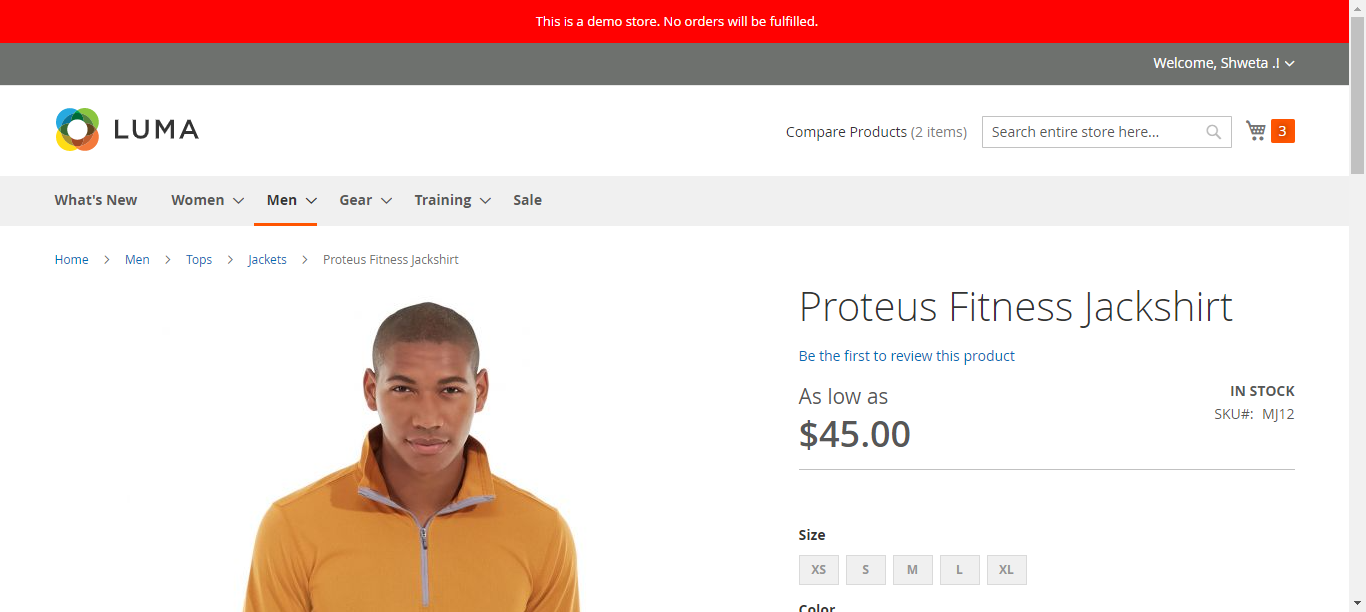 This is a demo store. No orders will be fulfilled.
Welcome, Shweta .!
LUMA
Compare Products (2 items)
Search entire store here...
3
What's New Women Men Gear Training Sale
Home > Men > Tops > Jackets > Proteus Fitness Jackshirt
Proteus Fitness Jackshirt
Be the first to review this product
As low as
$45.00
IN STOCK
SKU#: MJ12
Size
XS S M L XL
Color